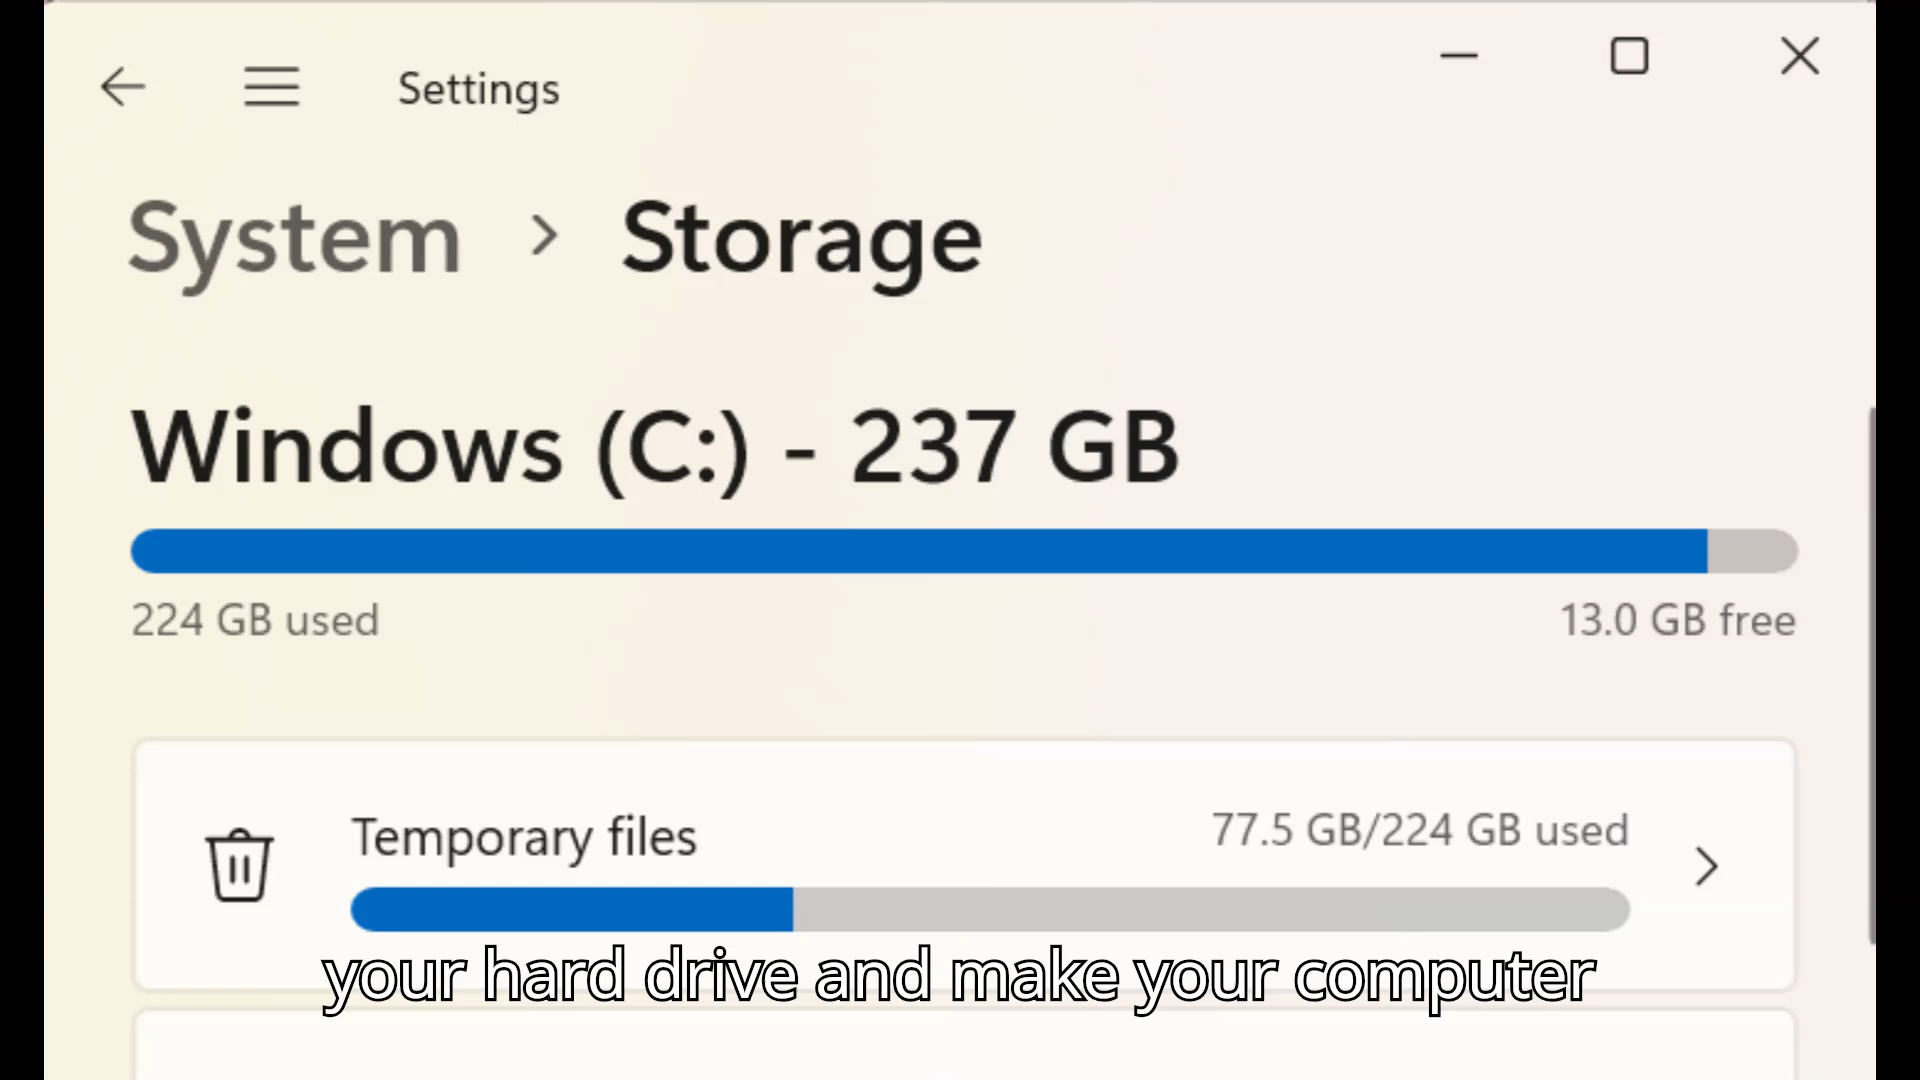 Settings
System > Storage
Windows (C:) - 237 GB
224 GB used
13.0 GB free
Temporary files
77.5 GB/224 GB used
your hard drive and make your computer